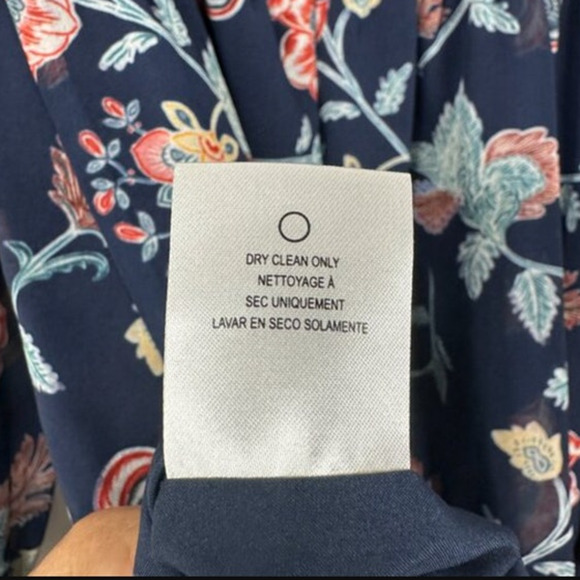 DRY CLEAN ONLY
NETTOYAGE À
SEC UNIQUEMENT
LAVAR EN SECO SOLAMENTE